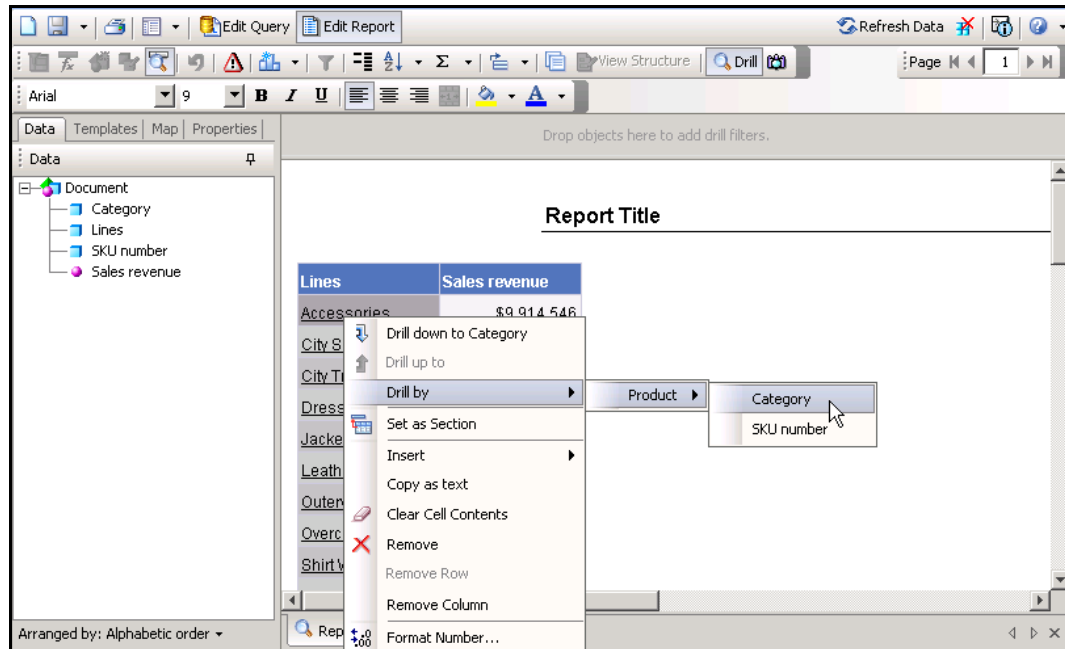 Edit Query Edit Report Refresh Data
View Structure Drill Page 1
Arial 9 B I U A
Data Templates Map Properties
Drop objects here to add drill filters.
Data
Document
Category
Lines
SKU number
Sales revenue
Report Title
Lines Sales revenue
Accessories $9,914,546
City S
City Tr
Dress
Jacke
Leath
Outer
Overc
Shirt
Drill down to Category
Drill up to
Drill by
Product
Category
SKU number
Set as Section
Insert
Copy as text
Clear Cell Contents
Remove
Remove Row
Remove Column
Format Number...
Arranged by: Alphabetic order
Rep